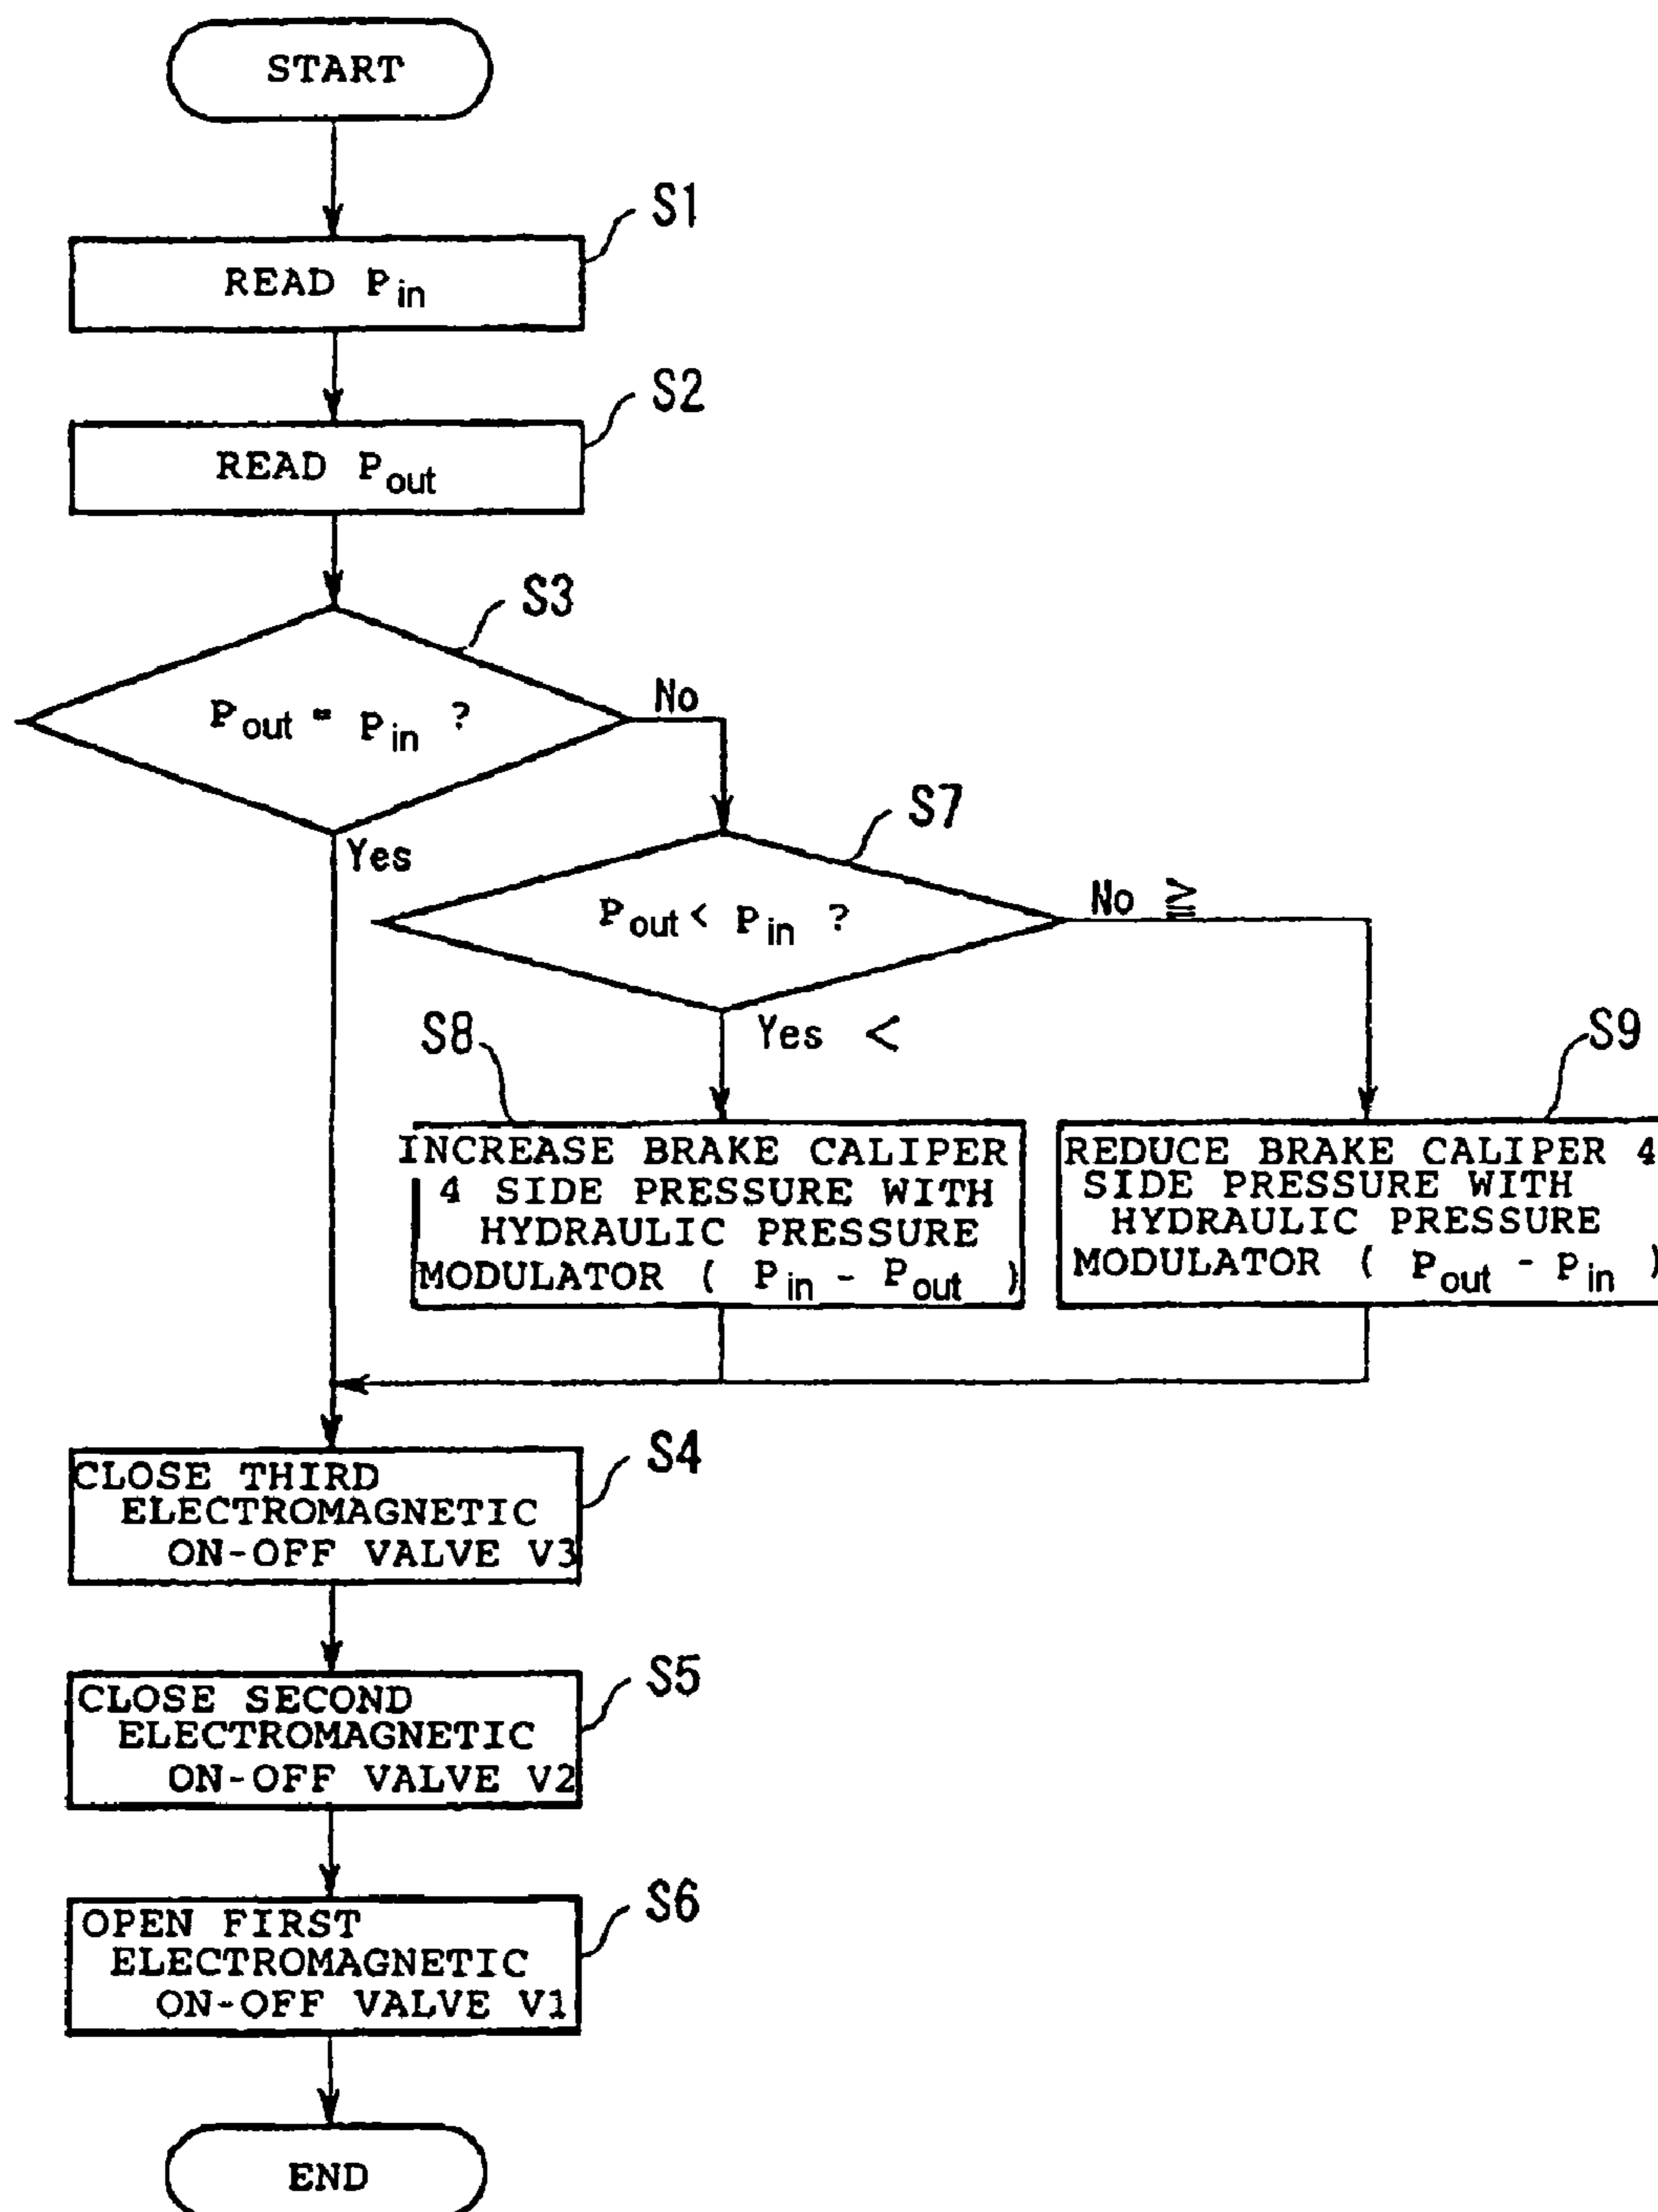 START
S1
READ Pin
S2
READ Pout
S3
Pout = Pin ?
No
Yes
S7
Pout < Pin ?
No ≧
Yes <
S8
INCREASE BRAKE CALIPER
4 SIDE PRESSURE WITH
HYDRAULIC PRESSURE
MODULATOR ( Pin - Pout )
S9
REDUCE BRAKE CALIPER 4
SIDE PRESSURE WITH
HYDRAULIC PRESSURE
MODULATOR ( Pout - Pin )
S4
CLOSE THIRD
ELECTROMAGNETIC
ON-OFF VALVE V3
S5
CLOSE SECOND
ELECTROMAGNETIC
ON-OFF VALVE V2
S6
OPEN FIRST
ELECTROMAGNETIC
ON-OFF VALVE V1
END